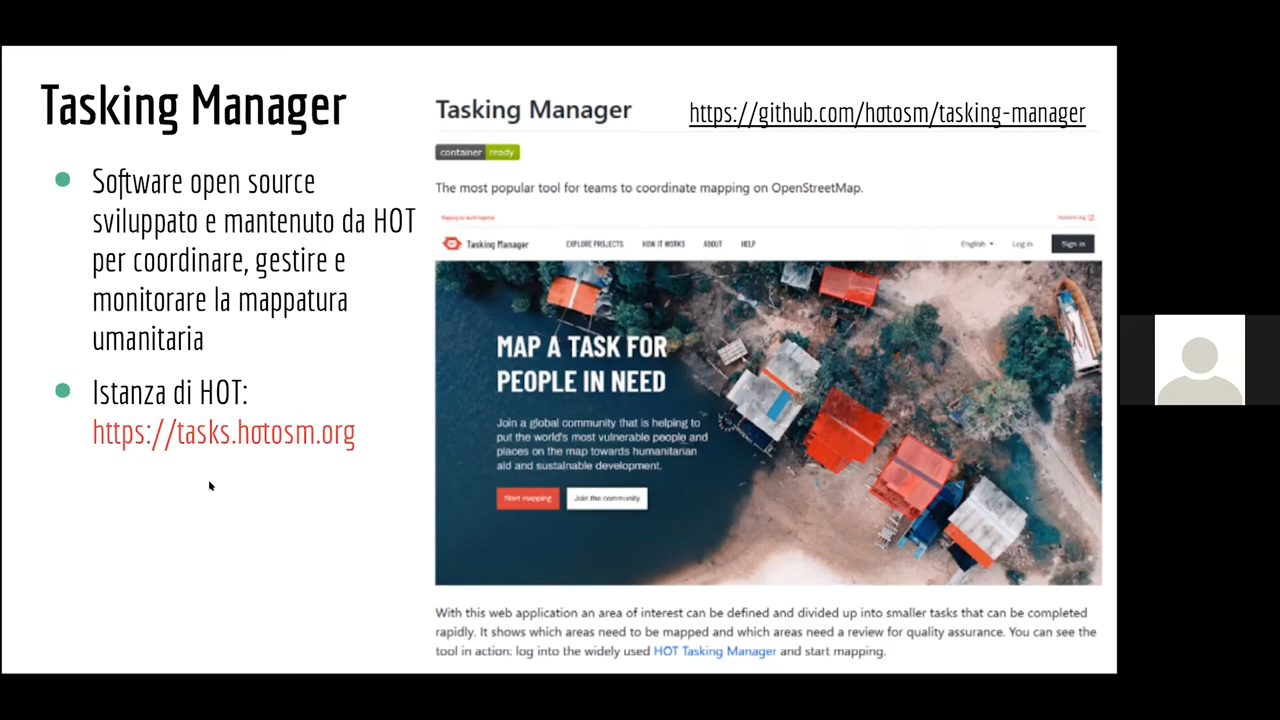 Tasking Manager
Software open source
sviluppato e mantenuto da HOT
per coordinare, gestire e
monitorare la mappatura
umanitaria
Istanza di HOT:
https://tasks.hotosm.org
Tasking Manager
https://github.com/hotosm/tasking-manager
container ready
The most popular tool for teams to coordinate mapping on OpenStreetMap.
Mapping our world together
hotosm.org
Tasking Manager
EXPLORE PROJECTS HOW IT WORKS ABOUT HELP
English Log in Sign in
MAP A TASK FOR
PEOPLE IN NEED
Join a global community that is helping to
put the world's most vulnerable people and
places on the map towards humanitarian
aid and sustainable development.
Start mapping Join the community
With this web application an area of interest can be defined and divided up into smaller tasks that can be completed
rapidly. It shows which areas need to be mapped and which areas need a review for quality assurance. You can see the
tool in action: log into the widely used HOT Tasking Manager and start mapping.